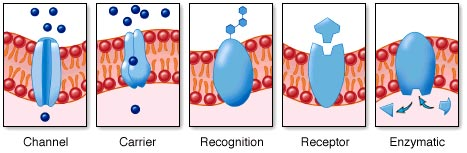 Channel
Carrier
Recognition
Receptor
Enzymatic